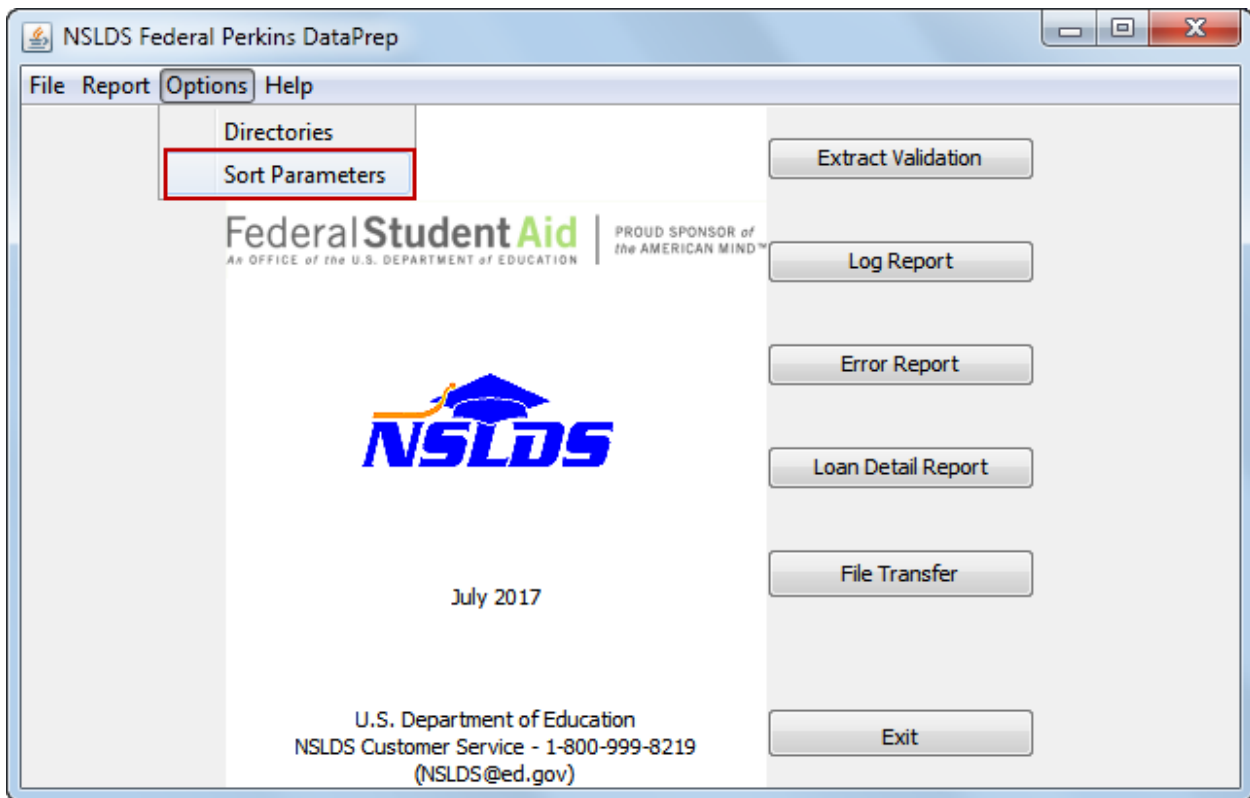 NSLDS Federal Perkins DataPrep
File Report Options Help
Directories
Sort Parameters
Extract Validation
Federal Student Aid
An OFFICE of the U.S. DEPARTMENT of EDUCATION
PROUD SPONSOR of
the AMERICAN MIND™
Log Report
Error Report
NSLDS
Loan Detail Report
File Transfer
July 2017
U.S. Department of Education
NSLDS Customer Service - 1-800-999-8219
(NSLDS@ed.gov)
Exit